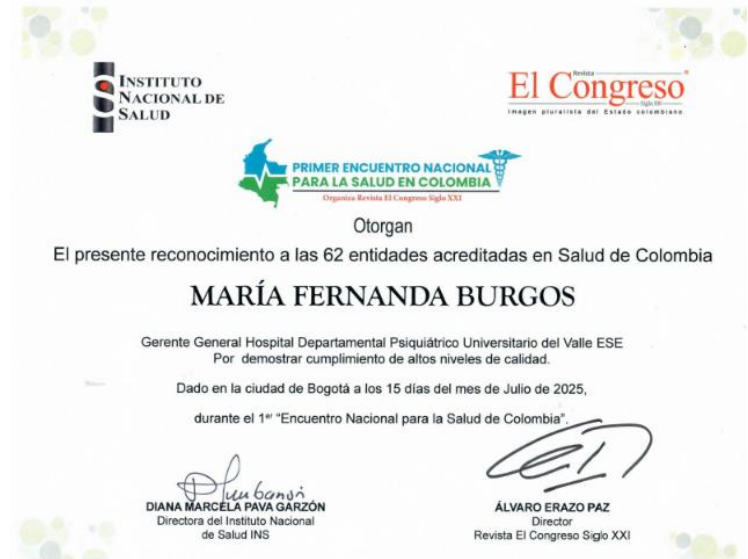 INSTITUTO
NACIONAL DE
SALUD
Revista
El Congreso
Siglo XXI
Imagen pluralista del Estado colombiano
PRIMER ENCUENTRO NACIONAL
PARA LA SALUD EN COLOMBIA
Organiza Revista El Congreso Siglo XXI
Otorgan
El presente reconocimiento a las 62 entidades acreditadas en Salud de Colombia
MARÍA FERNANDA BURGOS
Gerente General Hospital Departamental Psiquiátrico Universitario del Valle ESE
Por demostrar cumplimiento de altos niveles de calidad.
Dado en la ciudad de Bogotá a los 15 días del mes de Julio de 2025,
durante el 1er "Encuentro Nacional para la Salud de Colombia".
DIANA MARCELA PAVA GARZÓN
Directora del Instituto Nacional
de Salud INS
ÁLVARO ERAZO PAZ
Director
Revista El Congreso Siglo XXI